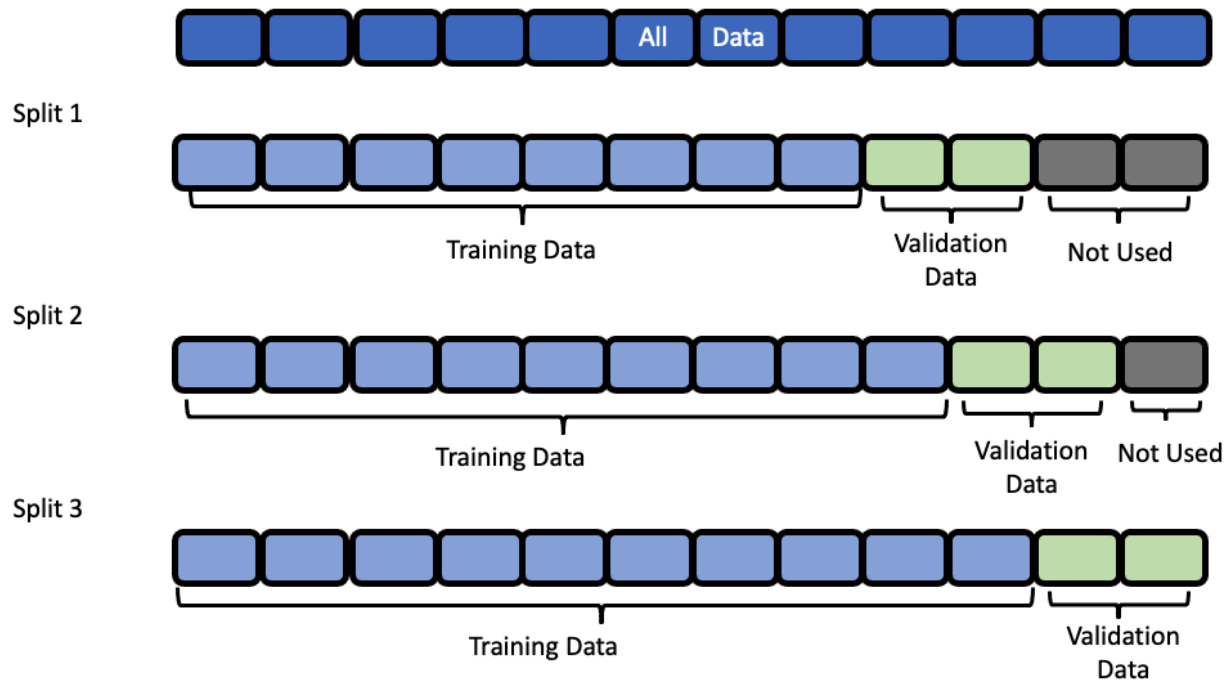 All Data
Split 1
Training Data
Validation
Data
Not Used
Split 2
Training Data
Validation
Data
Not Used
Split 3
Training Data
Validation
Data